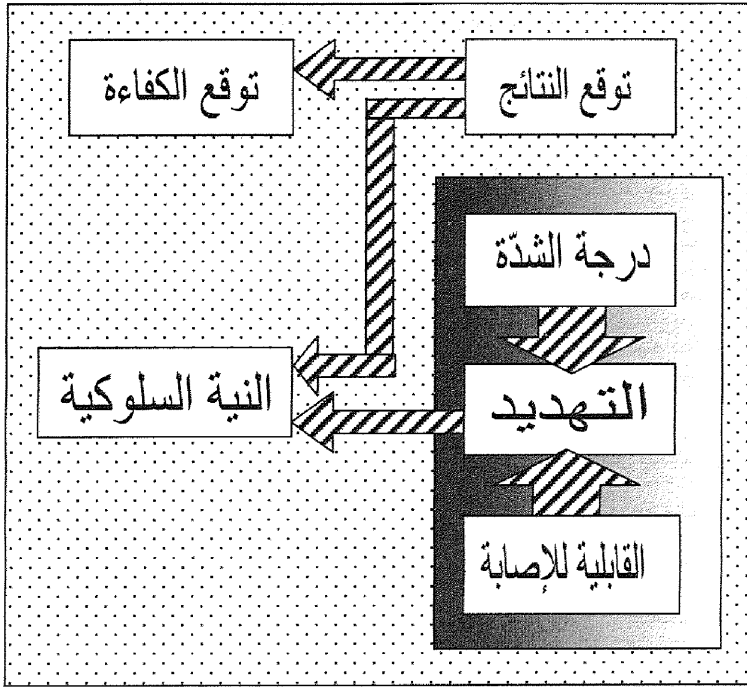 توقع النتائج
توقع الكفاءة
درجة الشدّة
التهديد
النية السلوكية
القابلية للإصابة